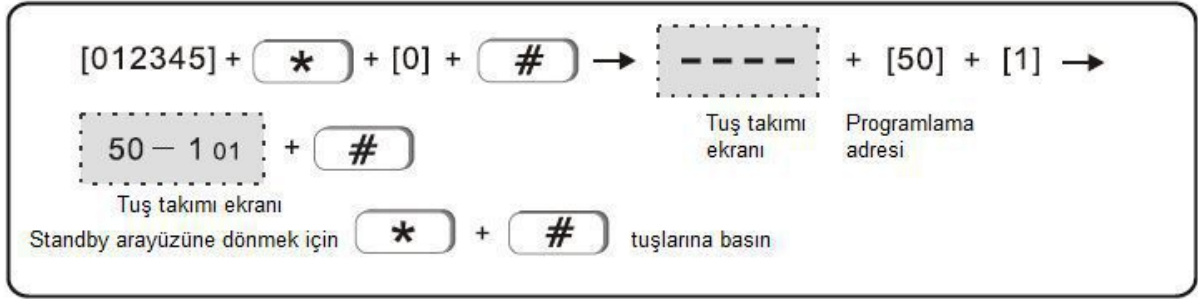 [012345] + * + [0] + # → ---- + [50] + [1] →
Tuş takımı ekranı
Programlama adresi
50 — 1 01 + #
Tuş takımı ekranı
Standby arayüzüne dönmek için * + # tuşlarına basın